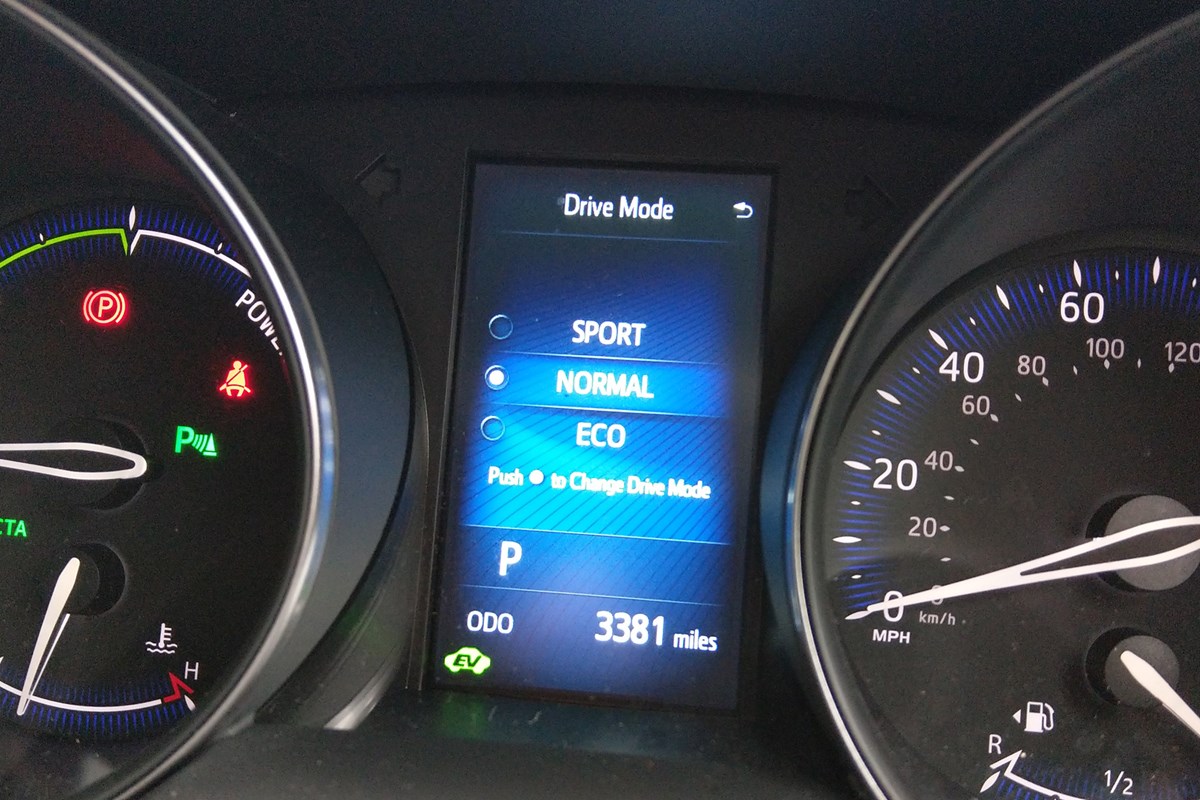 Drive Mode
SPORT
NORMAL
ECO
Push to Change Drive Mode
P
ODO 3381 miles
EV
P
POWE
P
CTA
H
60
40
20
0
MPH
120
100
80
60
40
20
0
km/h
R
1/2